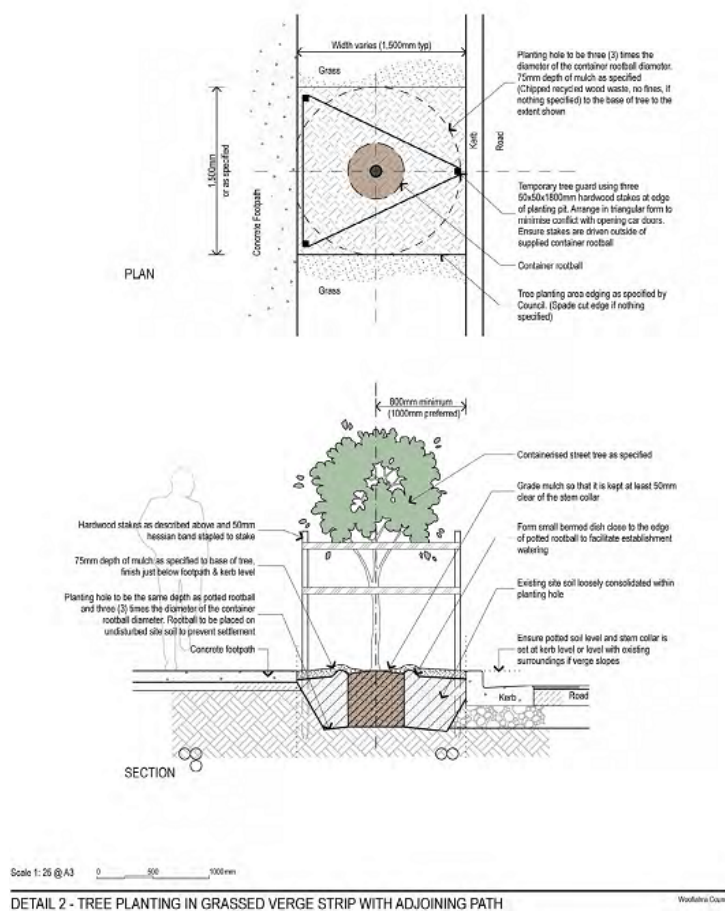 Width varies (1,500mm typ)
Grass
1,500mm
or as specified
Concrete Footpath
Kerb
Road
Grass
PLAN
Planting hole to be three (3) times the
diameter of the container rootball diameter.
75mm depth of mulch as specified
(Chipped recycled wood waste, no fines, if
nothing specified) to the base of tree to the
extent shown
Temporary tree guard using three
50x50x1800mm hardwood stakes at edge
of planting pit. Arrange in triangular form to
minimise conflict with opening car doors.
Ensure stakes are driven outside of
supplied container rootball
Container rootball
Tree planting area edging as specified by
Council. (Spade cut edge if nothing
specified)
800mm minimum
(1000mm preferred)
Containerised street tree as specified
Grade mulch so that it is kept at least 50mm
clear of the stem collar
Form small bermed dish close to the edge
of potted rootball to facilitate establishment
watering
Existing site soil loosely consolidated within
planting hole
Ensure potted soil level and stem collar is
set at kerb level or level with existing
surroundings if verge slopes
Hardwood stakes as described above and 50mm
hessian band stapled to stake
75mm depth of mulch as specified to base of tree,
finish just below footpath & kerb level
Planting hole to be the same depth as potted rootball
and three (3) times the diameter of the container
rootball diameter. Rootball to be placed on
undisturbed site soil to prevent settlement
Concrete footpath
Kerb
Road
SECTION
Scale 1: 25 @ A3
0 500 1000mm
DETAIL 2 - TREE PLANTING IN GRASSED VERGE STRIP WITH ADJOINING PATH
Woollahra